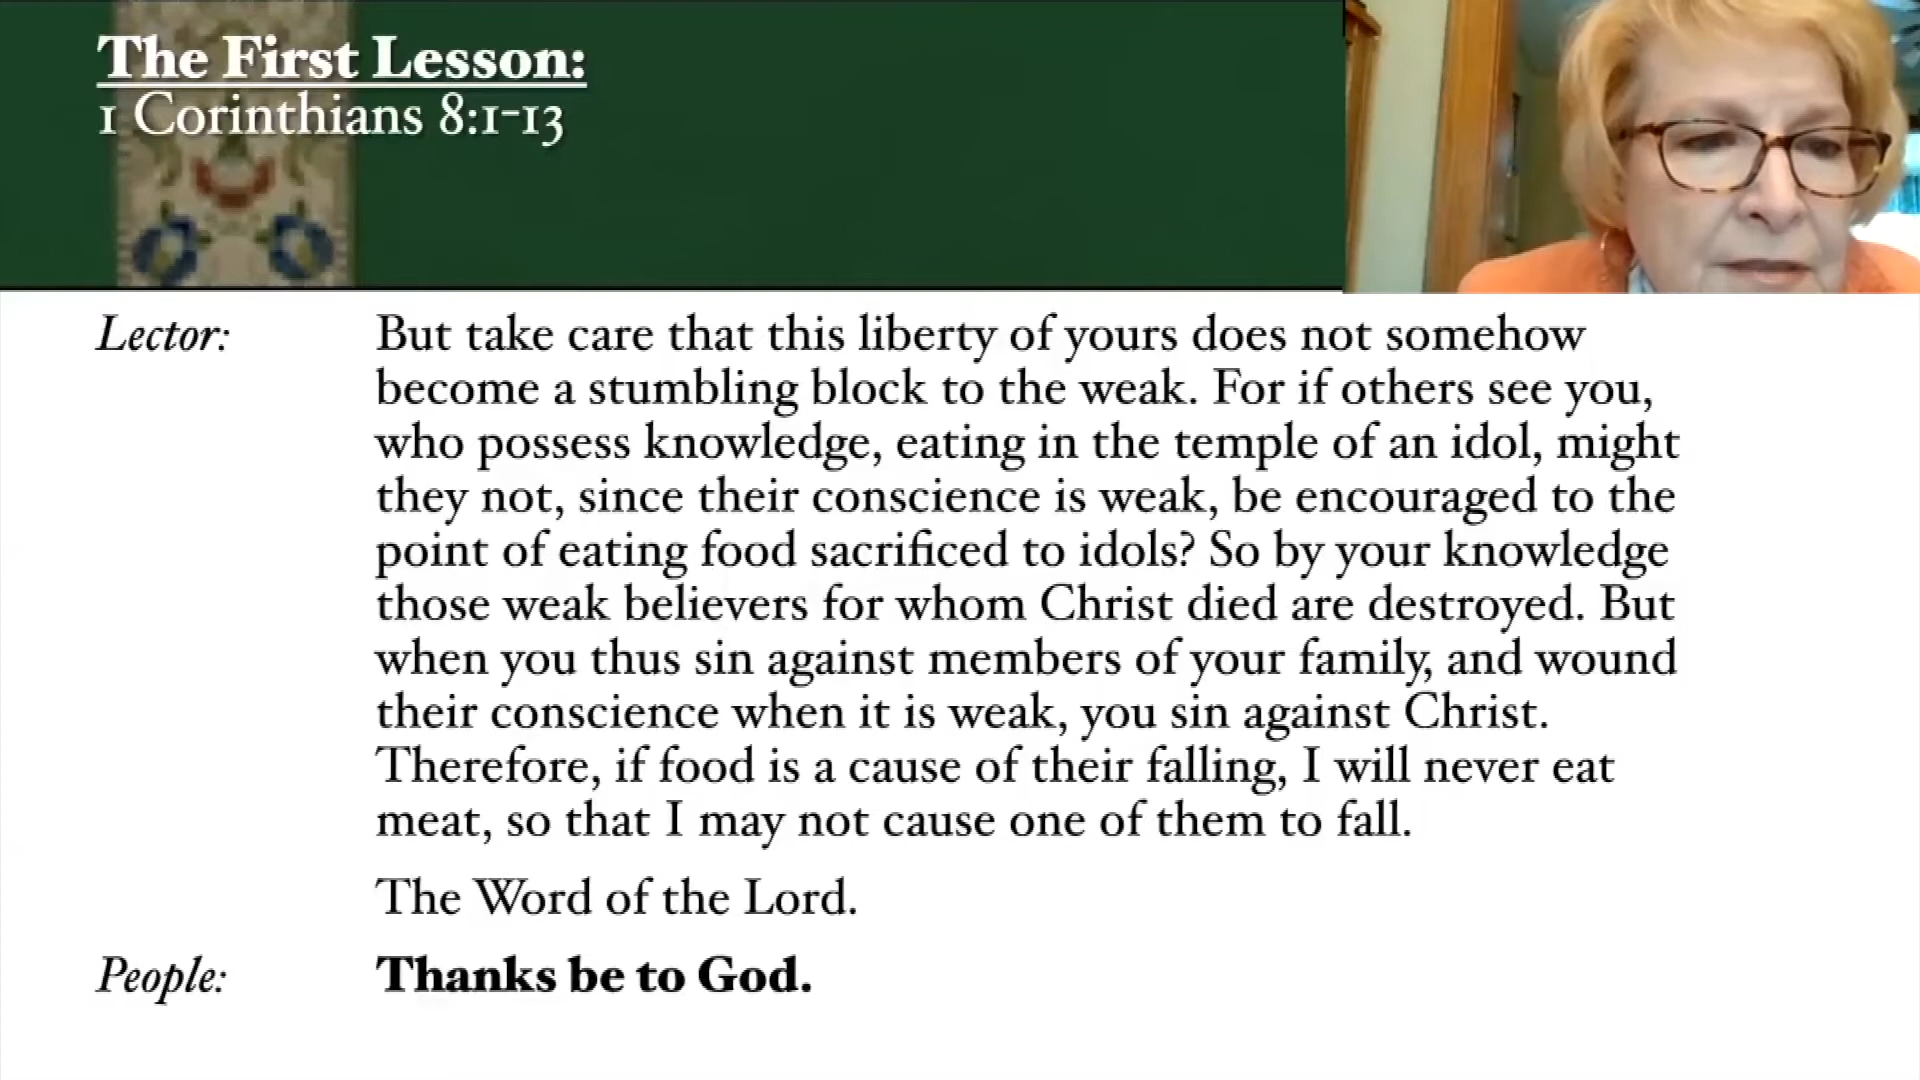 The First Lesson:
1 Corinthians 8:1-13
Lector:
But take care that this liberty of yours does not somehow
become a stumbling block to the weak. For if others see you,
who possess knowledge, eating in the temple of an idol, might
they not, since their conscience is weak, be encouraged to the
point of eating food sacrificed to idols? So by your knowledge
those weak believers for whom Christ died are destroyed. But
when you thus sin against members of your family, and wound
their conscience when it is weak, you sin against Christ.
Therefore, if food is a cause of their falling, I will never eat
meat, so that I may not cause one of them to fall.
The Word of the Lord.
People:
Thanks be to God.